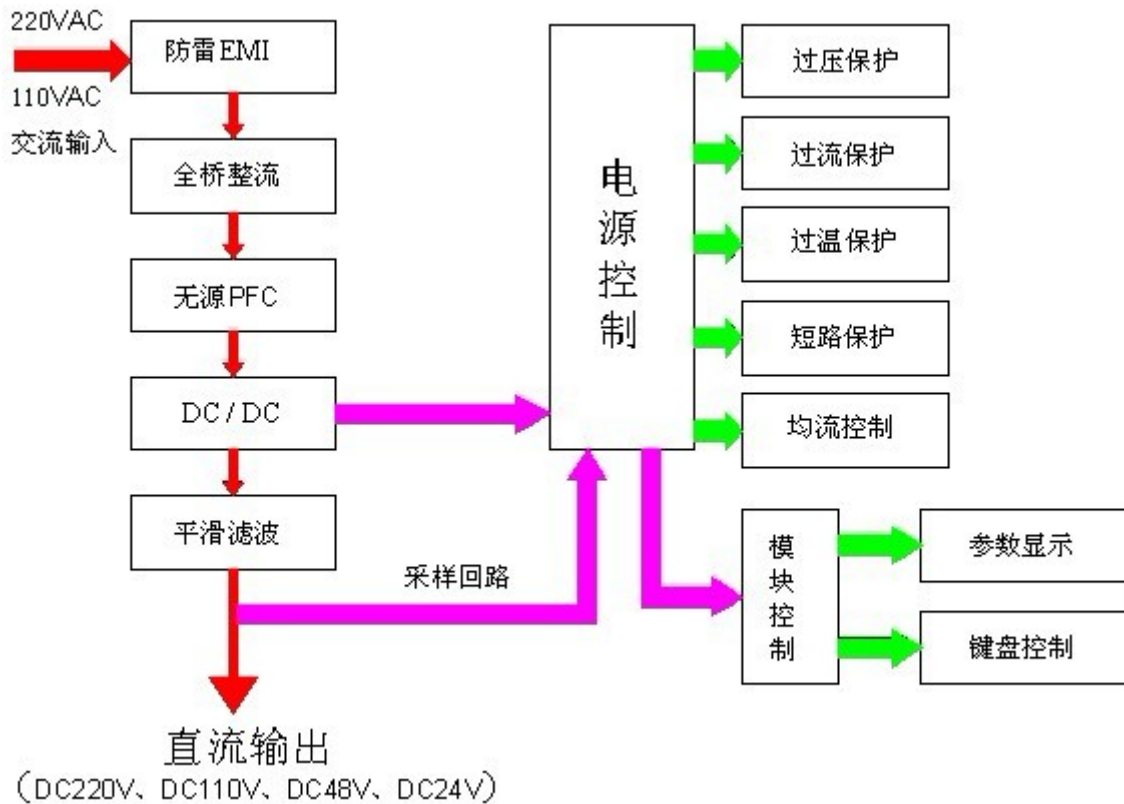 220VAC
110VAC
交流输入
防雷EMI
全桥整流
无源PFC
DC / DC
平滑滤波
采样回路
直流输出
（DC220V、DC110V、DC48V、DC24V）
电源控制
过压保护
过流保护
过温保护
短路保护
均流控制
模块控制
参数显示
键盘控制